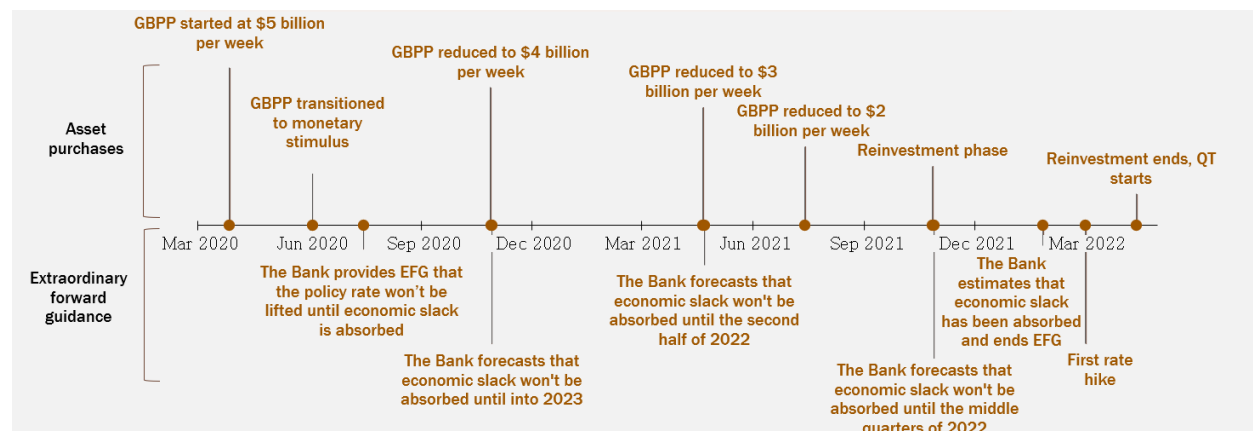 GBPP started at $5 billion
per week
GBPP reduced to $4 billion
per week
GBPP reduced to $3
billion per week
GBPP transitioned
to monetary
stimulus
GBPP reduced to $2
billion per week
Reinvestment phase
Reinvestment ends, QT
starts
Asset
purchases
Mar 2020
Jun 2020
Sep 2020
Dec 2020
Mar 2021
Jun 2021
Sep 2021
Dec 2021
Mar 2022
Extraordinary
forward
guidance
The Bank provides EFG that
the policy rate won’t be
lifted until economic slack
is absorbed
The Bank forecasts that
economic slack won't be
absorbed until into 2023
The Bank forecasts that
economic slack won't be
absorbed until the second
half of 2022
The Bank forecasts that
economic slack won't be
absorbed until the middle
quarters of 2022
The Bank
estimates that
economic slack
has been absorbed
and ends EFG
First rate
hike